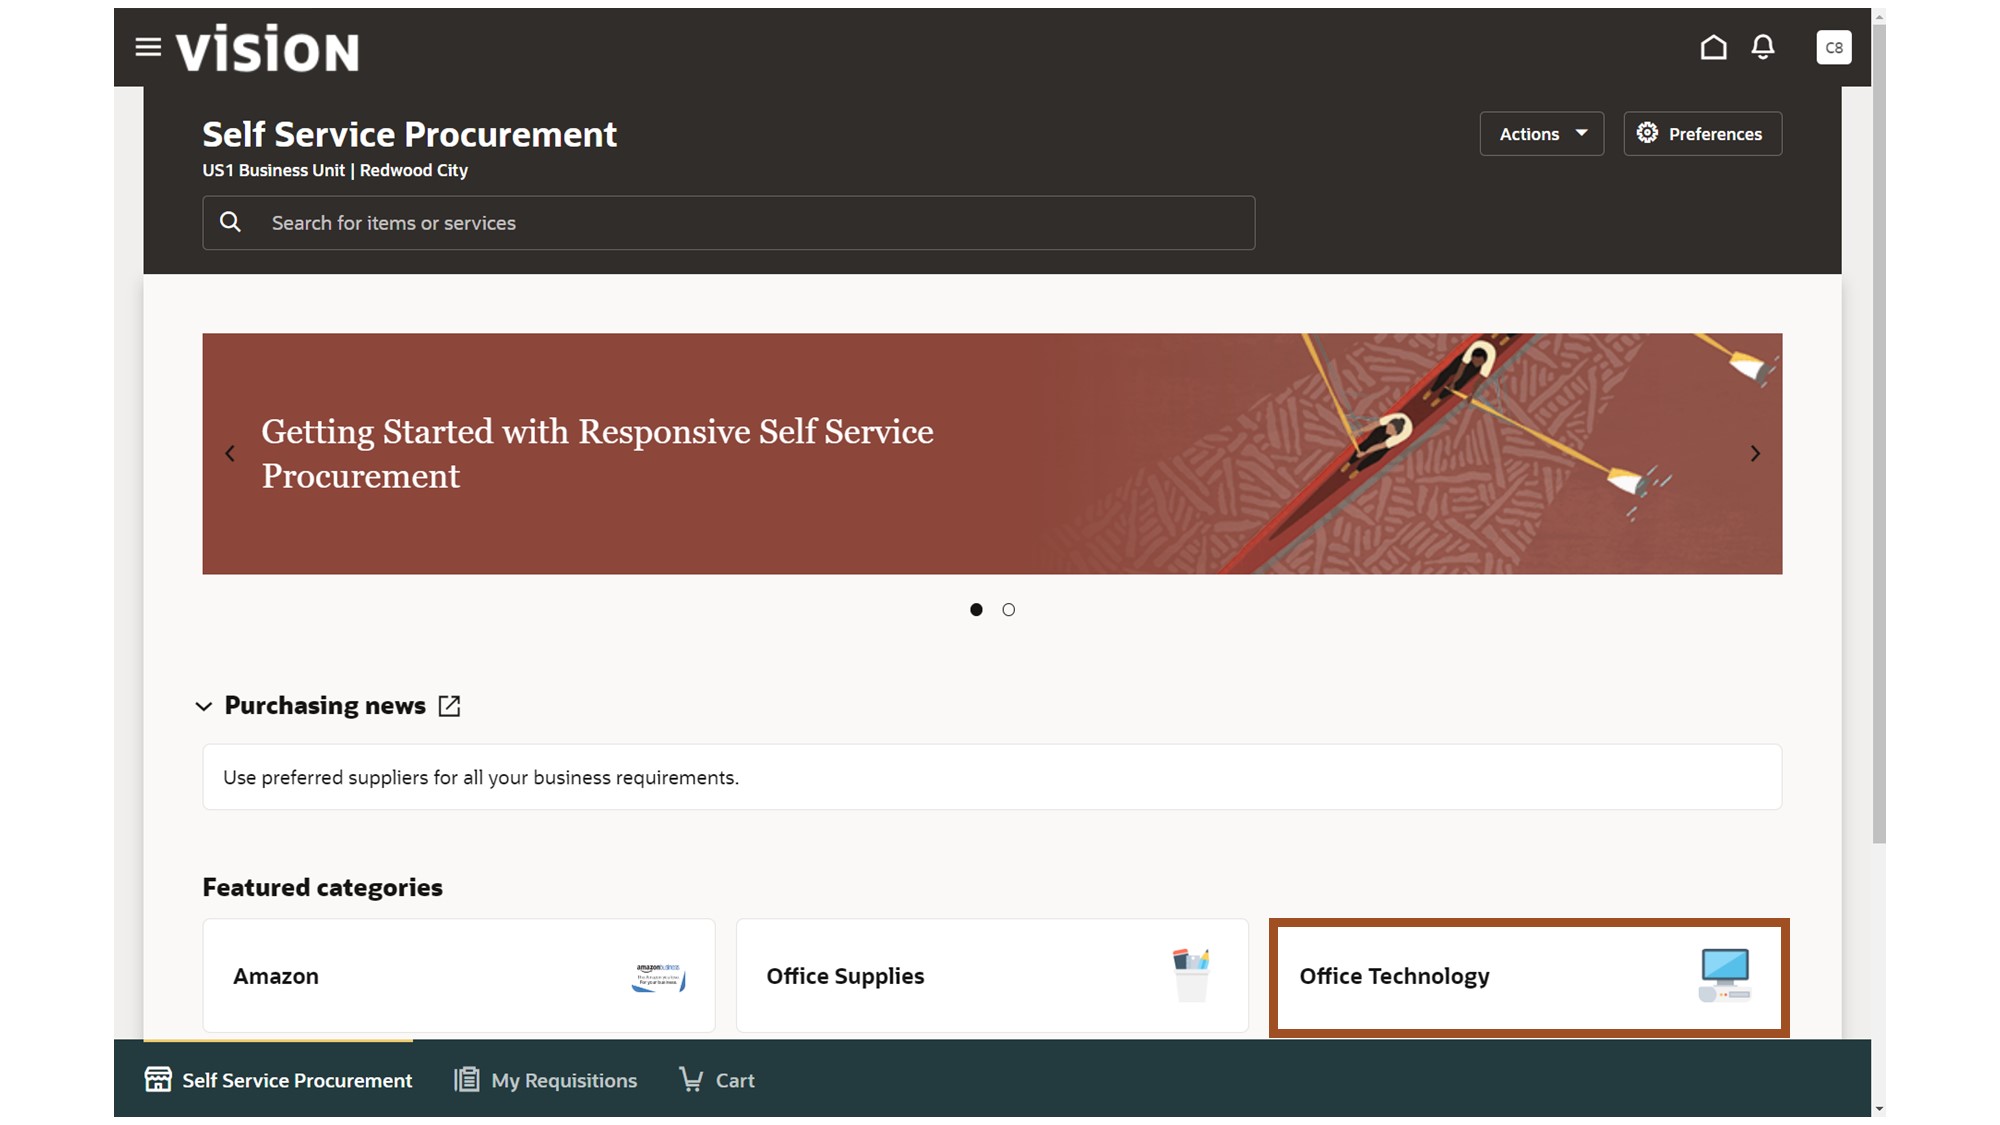 vision
C8
Self Service Procurement
US1 Business Unit | Redwood City
Actions
Preferences
Search for items or services
Getting Started with Responsive Self Service
Procurement
Purchasing news
Use preferred suppliers for all your business requirements.
Featured categories
Amazon
amazon business
Office Supplies
Office Technology
Self Service Procurement
My Requisitions
Cart